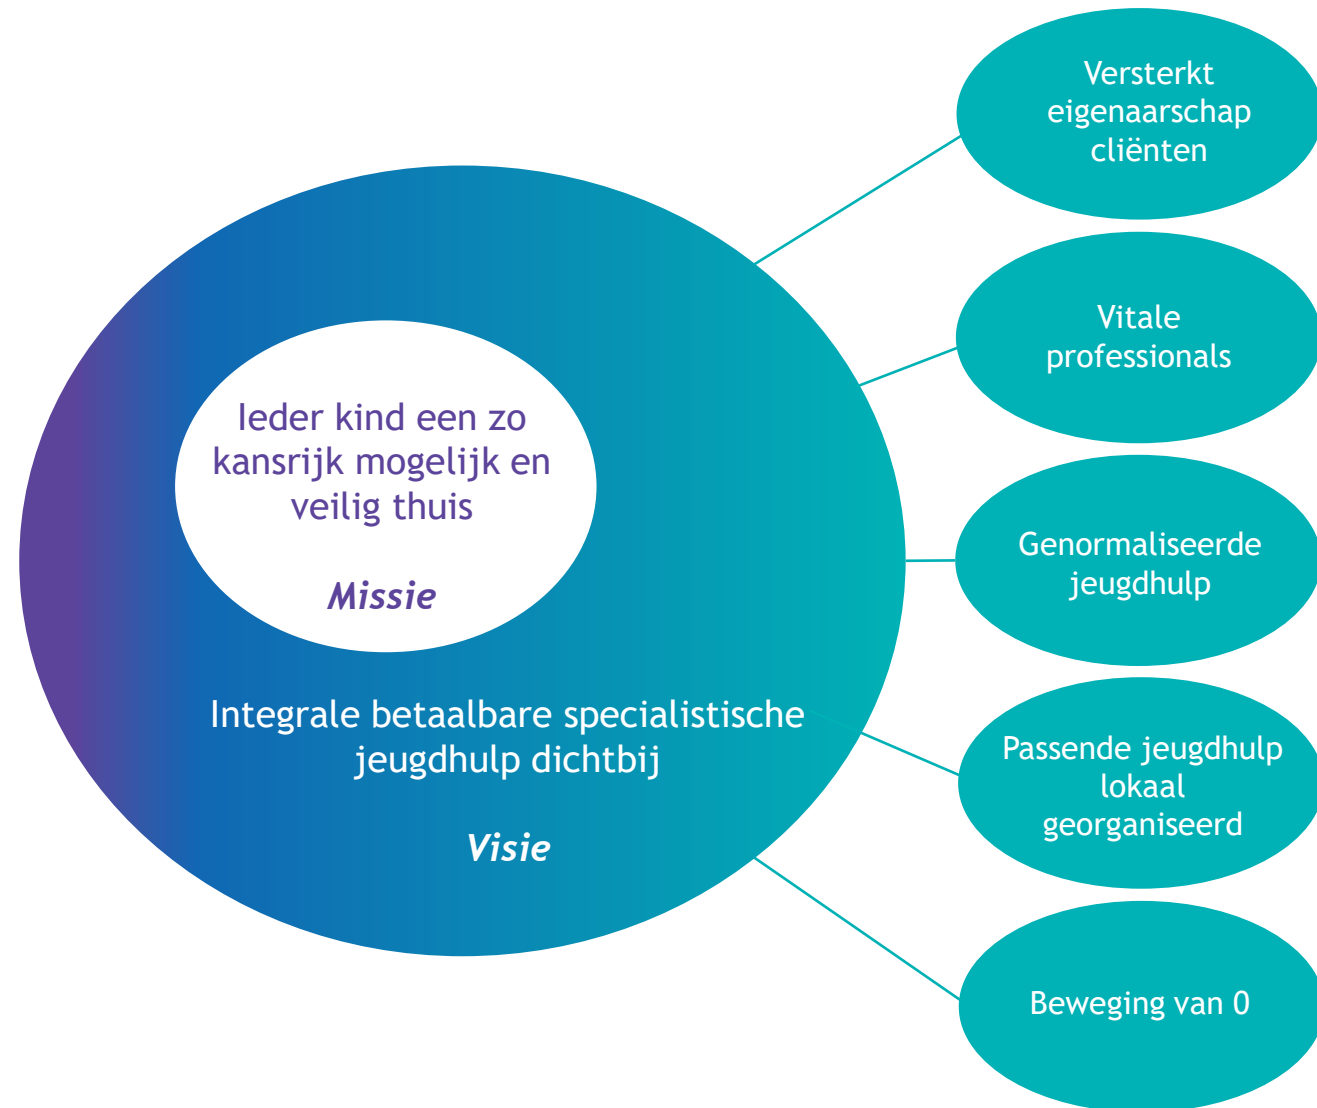 Ieder kind een zo
kansrijk mogelijk en
veilig thuis
Missie
Integrale betaalbare specialistische
jeugdhulp dichtbij
Visie
Versterkt
eigenaarschap
cliënten
Vitale
professionals
Genormaliseerde
jeugdhulp
Passende jeugdhulp
lokaal
georganiseerd
Beweging van 0